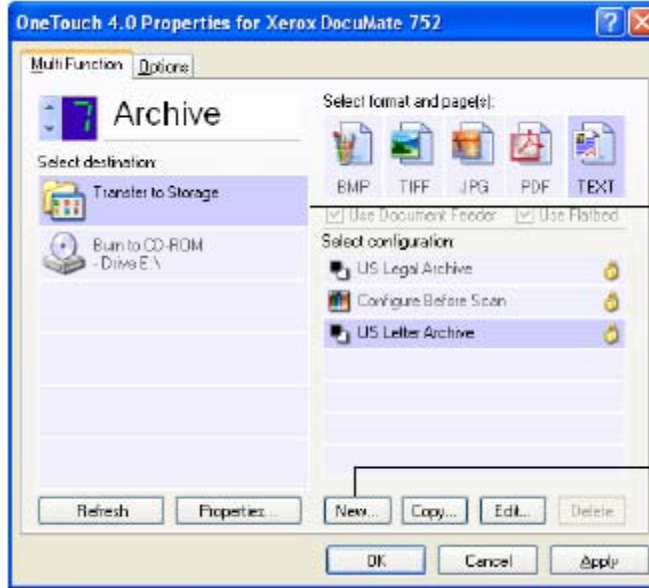 OneTouch 4.0 Properties for Xerox DocuMate 752
Multi Function
Options
7
Archive
Select destination:
Transfer to Storage
Burn to CD-ROM
- Drive E:\
Refresh
Properties...
Select format and page(s):
BMP
TIFF
JPG
PDF
TEXT
Use Document Feeder
Use Flatbed
Select configuration:
US Legal Archive
Configure Before Scan
US Letter Archive
New...
Copy...
Edit...
Delete
OK
Cancel
Apply